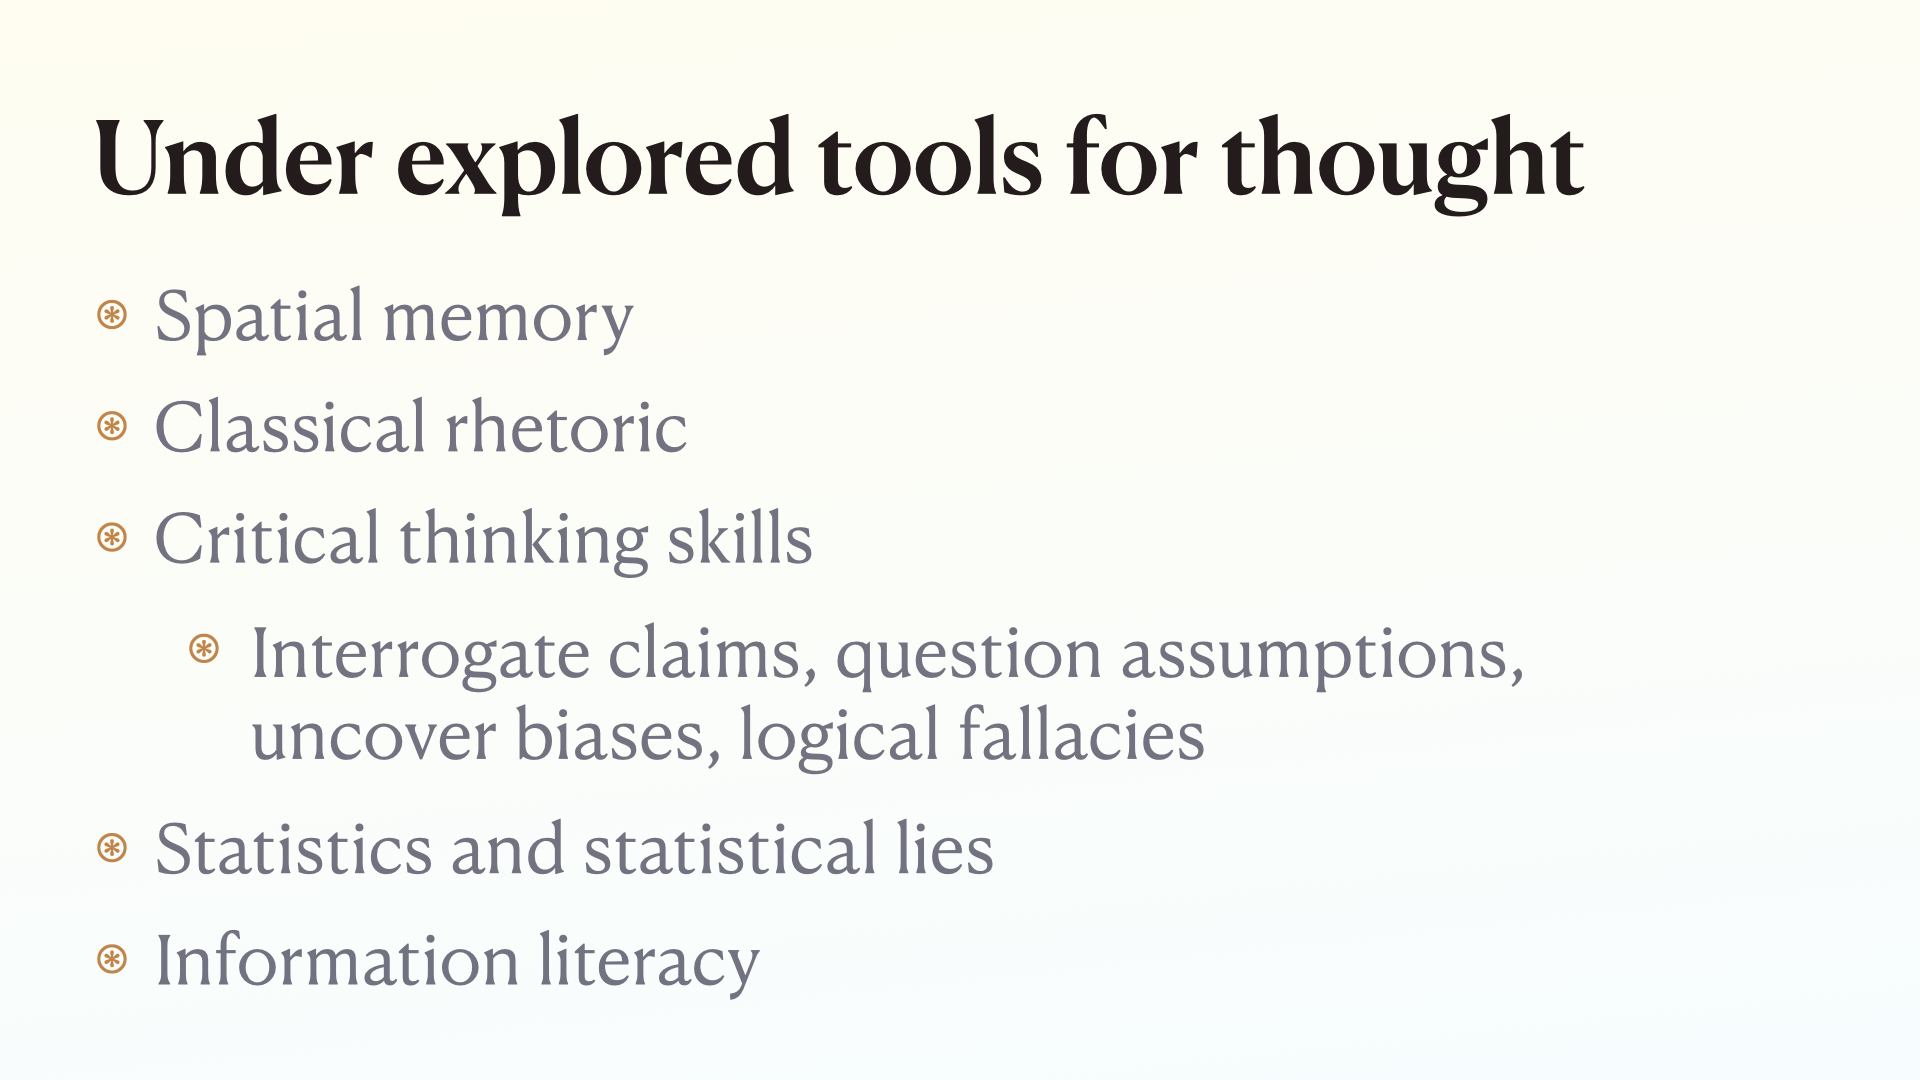 Under explored tools for thought
Spatial memory
Classical rhetoric
Critical thinking skills
Interrogate claims, question assumptions,
uncover biases, logical fallacies
Statistics and statistical lies
Information literacy